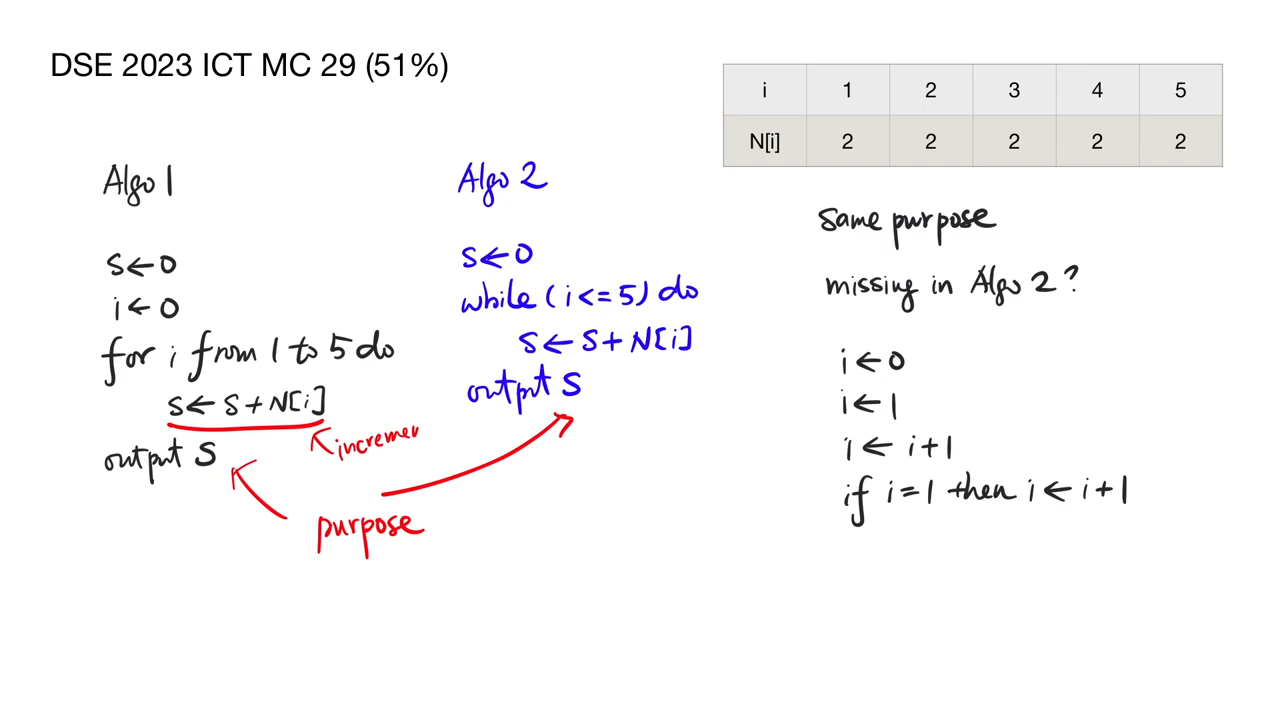 DSE 2023 ICT MC 29 (51%)
i 1 2 3 4 5
N[i] 2 2 2 2 2
Algo 1
S←0
i←0
for i from 1 to 5 do
S← S+N[i]
output S
incremen
purpose
Algo 2
S←0
while (i<=5) do
S← S+N[i]
output S
Same purpose
missing in Algo 2?
i←0
i←1
i← i+1
if i=1 then i← i+1